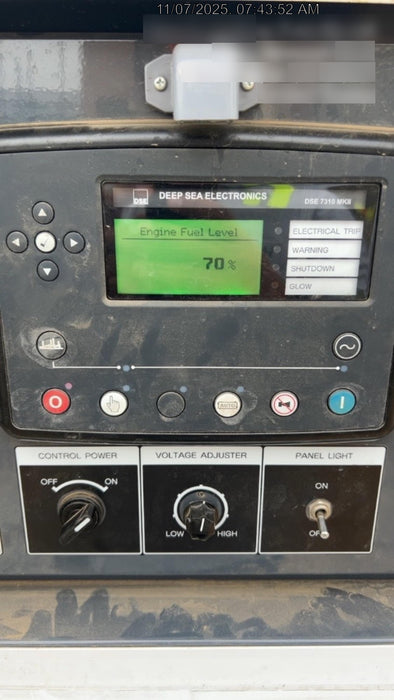 11/07/2025. 07:43:52 AM
DSE
DEEP SEA ELECTRONICS
DSE 7310 MKII
Engine Fuel Level
70 %
ELECTRICAL TRIP
WARNING
SHUTDOWN
GLOW
AUTO
CONTROL POWER
VOLTAGE ADJUSTER
PANEL LIGHT
OFF
ON
LOW
HIGH
ON
OFF